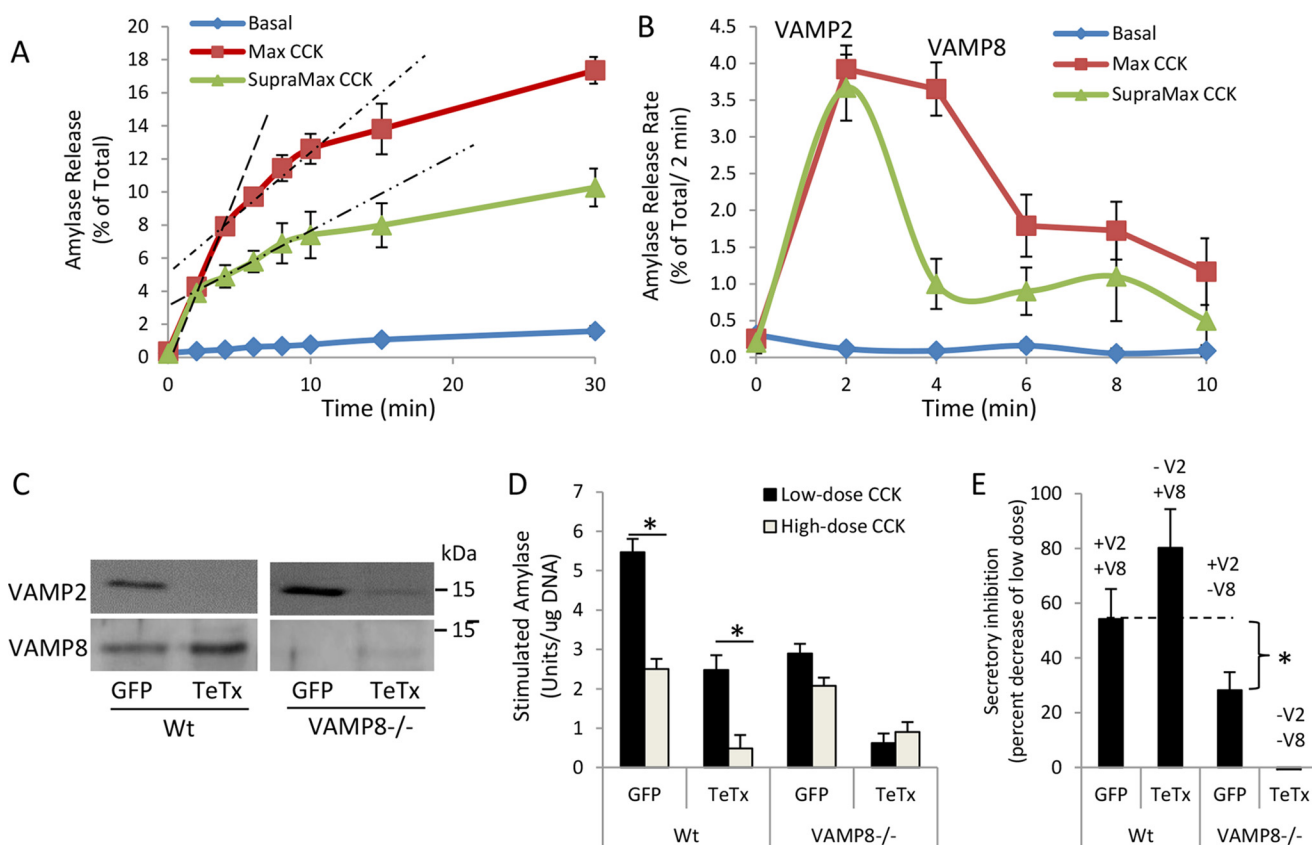 A
Basal
Max CCK
SupraMax CCK
Amylase Release
(% of Total)
20
18
16
14
12
10
8
6
4
2
0
0 10 20 30
Time (min)
B
VAMP2
VAMP8
Basal
Max CCK
SupraMax CCK
Amylase Release Rate
(% of Total/ 2 min)
4.5
4.0
3.5
3.0
2.5
2.0
1.5
1.0
0.5
0.0
0 2 4 6 8 10
Time (min)
C
kDa
VAMP2
15
15
VAMP8
GFP TeTx GFP TeTx
Wt VAMP8-/-
D
Low-dose CCK
High-dose CCK
Stimulated Amylase
(Units/ug DNA)
7
6
5
4
3
2
1
0
*
*
GFP TeTx GFP TeTx
Wt VAMP8-/-
E
Secretory inhibition
(percent decrease of low dose)
100
80
60
40
20
0
+V2
+V8
- V2
+V8
+V2
-V8
*
-V2
-V8
GFP TeTx GFP TeTx
Wt VAMP8-/-